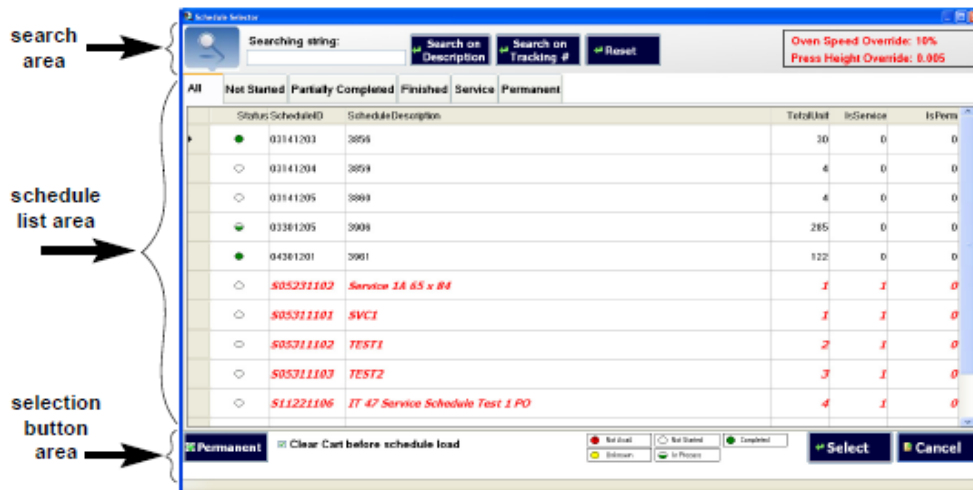 Schedule Selector
search
area
Searching string:
Search on
Description
Search on
Tracking #
Reset
Oven Speed Override: 10%
Press Height Override: 0.005
All Not Started Partially Completed Finished Service Permanent
Status ScheduleID ScheduleDescription TotalUnit IsService IsPerm
03141203 3856 30 0 0
03141204 3859 4 0 0
03141205 3860 4 0 0
schedule
list area
03301205 3906 285 0 0
04301201 3961 122 0 0
S05231102 Service 1A 65 x 84 1 1 0
S05311101 SVC1 1 1 0
S05311102 TEST1 2 1 0
S05311103 TEST2 3 1 0
S11221106 IT 47 Service Schedule Test 1 PO 4 1 0
selection
button
area
Permanent
Clear Cart before schedule load
Not Avail. Not Started Completed
Unknown In Process
Select
Cancel